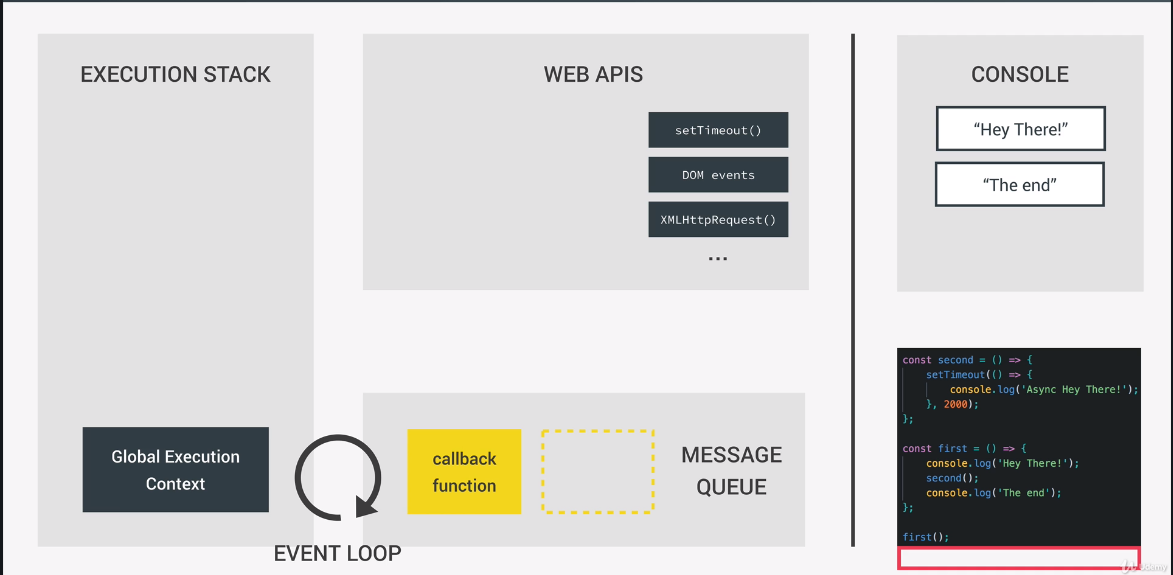 EXECUTION STACK
WEB APIS
CONSOLE
setTimeout()
DOM events
XMLHttpRequest()
...
“Hey There!”
“The end”
Global Execution
Context
EVENT LOOP
callback
function
MESSAGE
QUEUE
const second = () => {
    setTimeout(() => {
        console.log('Async Hey There!');
    }, 2000);
};
const first = () => {
    console.log('Hey There!');
    second();
    console.log('The end');
};
first();
Udemy